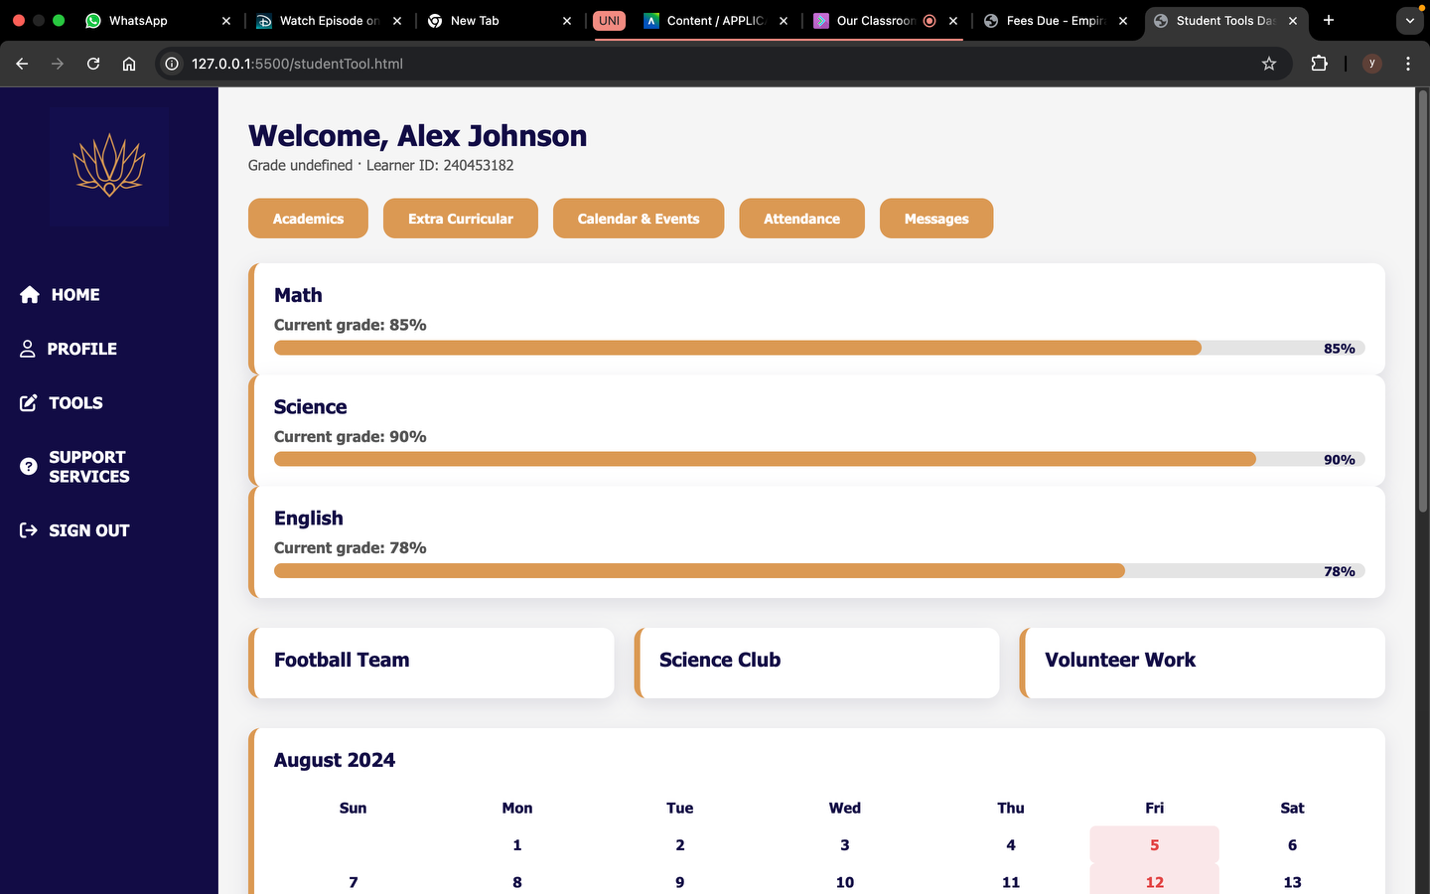 WhatsApp
Watch Episode on
New Tab
UNI
Content / APPLIC
Our Classroom
Fees Due - Empir
Student Tools Da
127.0.0.1:5500/studentTool.html
y
HOME
PROFILE
TOOLS
SUPPORT
SERVICES
SIGN OUT
Welcome, Alex Johnson
Grade undefined · Learner ID: 240453182
Academics
Extra Curricular
Calendar & Events
Attendance
Messages
Math
Current grade: 85%
85%
Science
Current grade: 90%
90%
English
Current grade: 78%
78%
Football Team
Science Club
Volunteer Work
August 2024
Sun Mon Tue Wed Thu Fri Sat
1 2 3 4 5 6
7 8 9 10 11 12 13